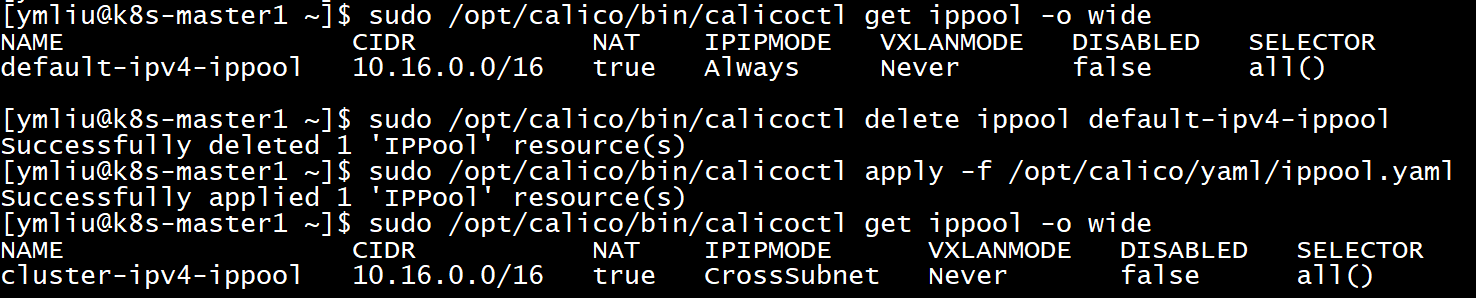 [ymliu@k8s-master1 ~]$ sudo /opt/calico/bin/calicoctl get ippool -o wide
NAME                  CIDR           NAT    IPIPMODE   VXLANMODE   DISABLED   SELECTOR
default-ipv4-ippool   10.16.0.0/16   true   Always     Never       false      all()
[ymliu@k8s-master1 ~]$ sudo /opt/calico/bin/calicoctl delete ippool default-ipv4-ippool
Successfully deleted 1 'IPPool' resource(s)
[ymliu@k8s-master1 ~]$ sudo /opt/calico/bin/calicoctl apply -f /opt/calico/yaml/ippool.yaml
Successfully applied 1 'IPPool' resource(s)
[ymliu@k8s-master1 ~]$ sudo /opt/calico/bin/calicoctl get ippool -o wide
NAME                  CIDR           NAT    IPIPMODE      VXLANMODE   DISABLED   SELECTOR
cluster-ipv4-ippool   10.16.0.0/16   true   CrossSubnet   Never       false      all()